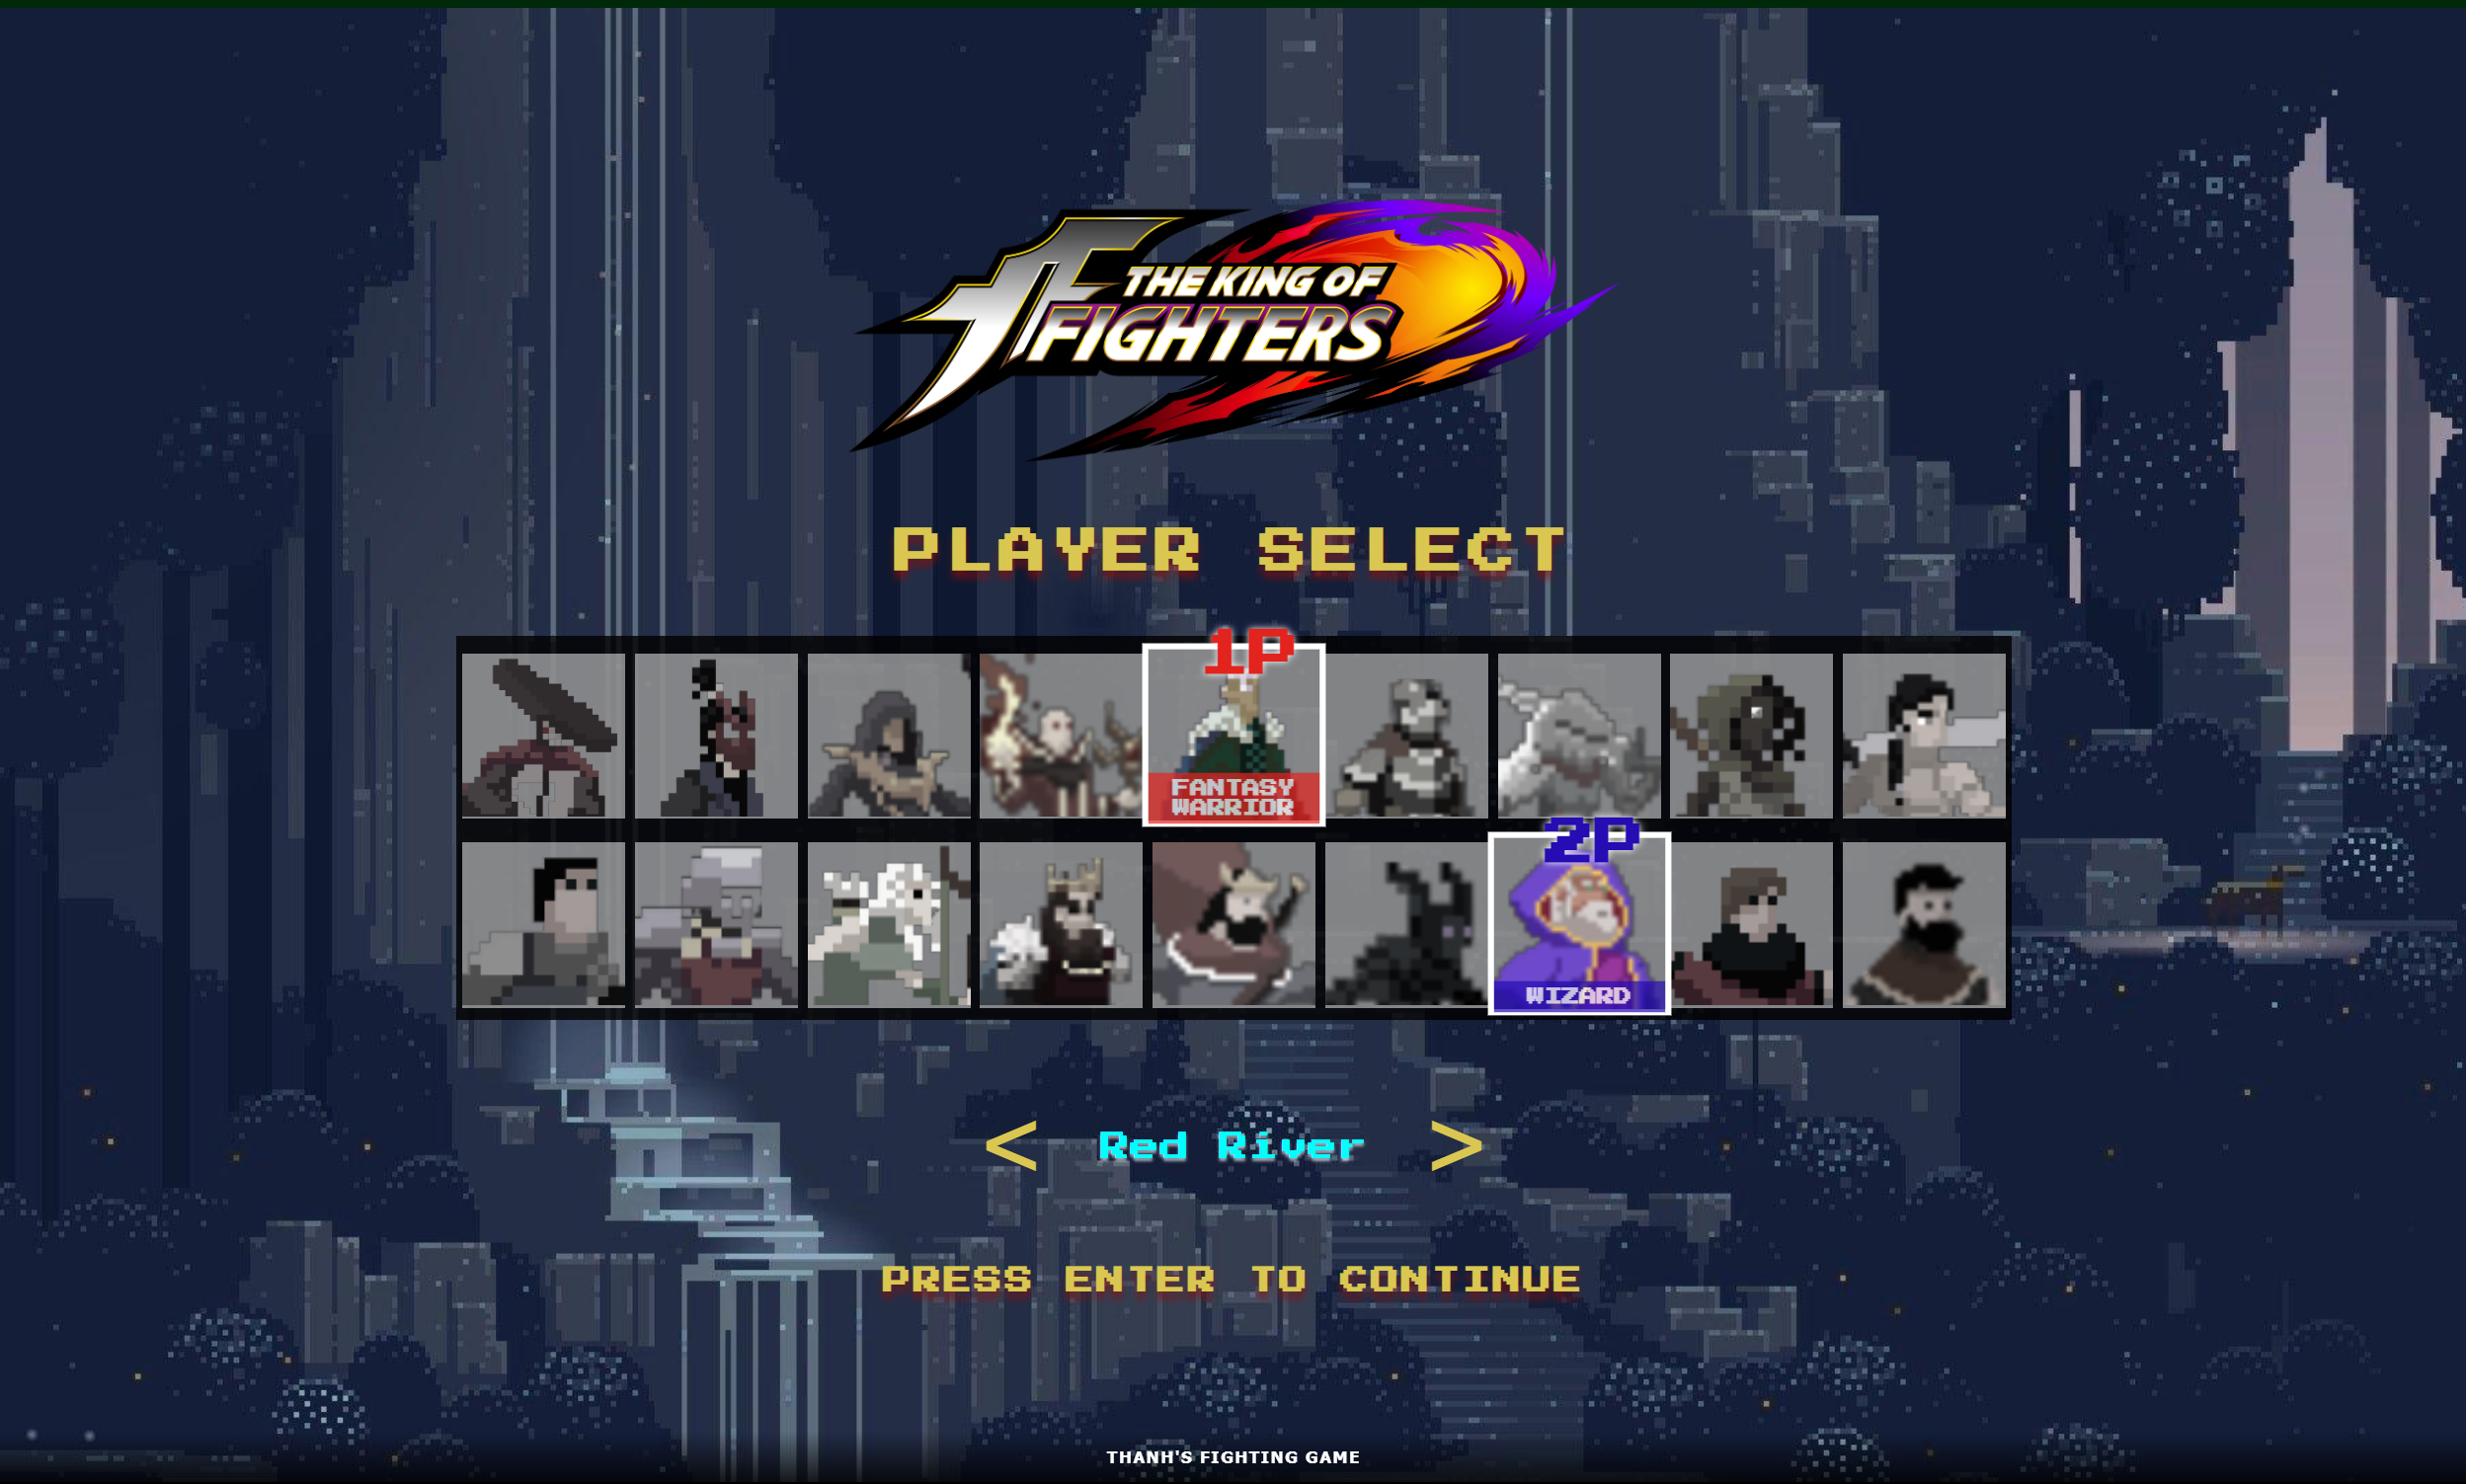 THE KING OF
FIGHTERS
PLAYER SELECT
1P
FANTASY
WARRIOR
2P
WIZARD
< Red River >
PRESS ENTER TO CONTINUE
THANH'S FIGHTING GAME